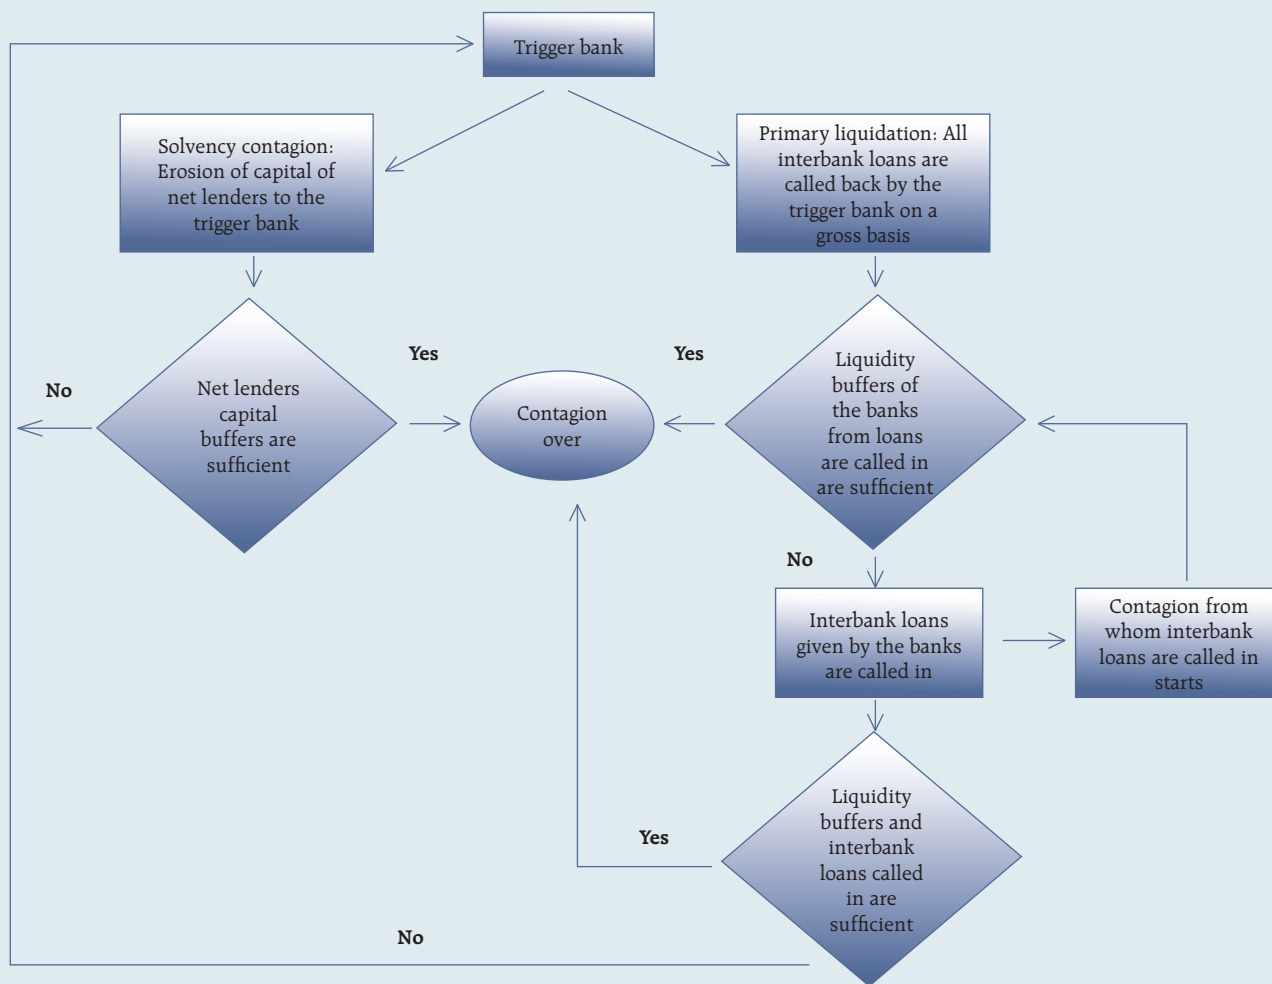 Trigger bank
Solvency contagion:
Erosion of capital of
net lenders to the
trigger bank
Primary liquidation: All
interbank loans are
called back by the
trigger bank on a
gross basis
No
Net lenders
capital
buffers are
sufficient
Yes
Contagion
over
Yes
Liquidity
buffers of
the banks
from loans
are called in
are sufficient
No
Interbank loans
given by the banks
are called in
Contagion from
whom interbank
loans are called in
starts
Yes
Liquidity
buffers and
interbank
loans called
in are
sufficient
No